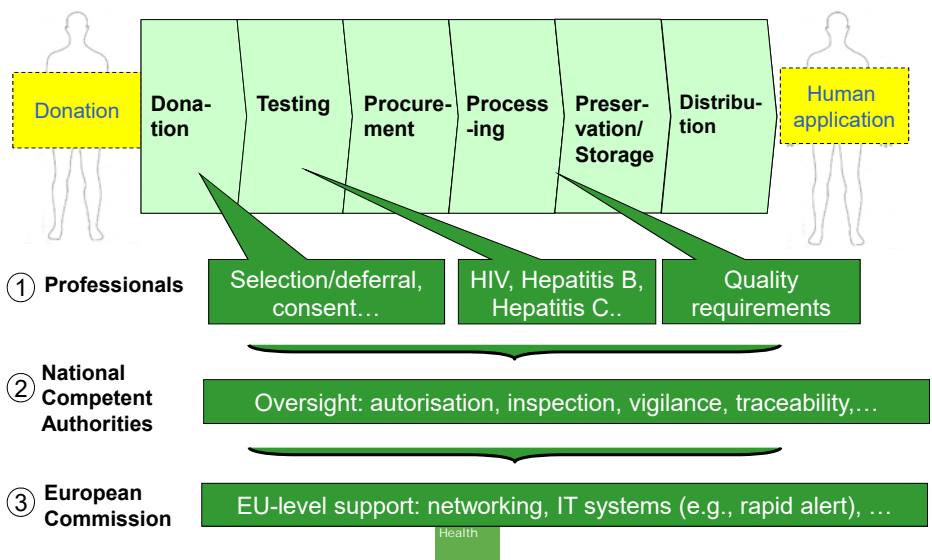 Donation
Dona-
tion
Testing
Procure-
ment
Process
-ing
Preser-
vation/
Storage
Distribu-
tion
Human
application
1 Professionals
Selection/deferral,
consent…
HIV, Hepatitis B,
Hepatitis C..
Quality
requirements
2 National
Competent
Authorities
Oversight: autorisation, inspection, vigilance, traceability,…
3 European
Commission
EU-level support: networking, IT systems (e.g., rapid alert), …
Health